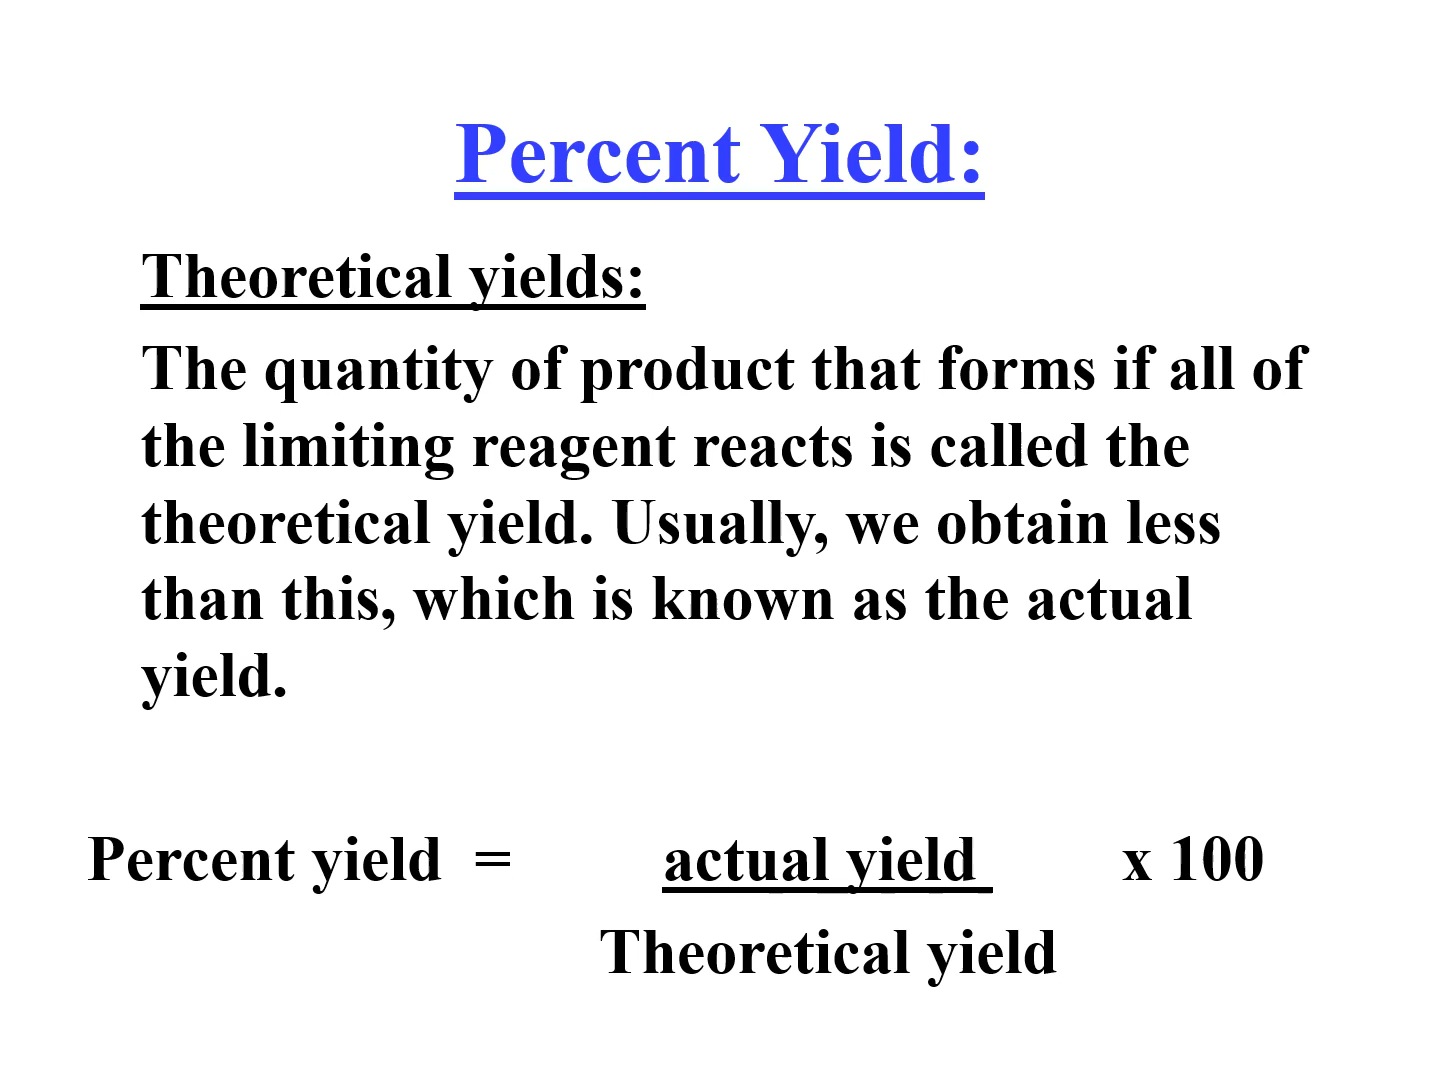 Percent Yield:
Theoretical yields:
The quantity of product that forms if all of
the limiting reagent reacts is called the
theoretical yield. Usually, we obtain less
than this, which is known as the actual
yield.
Percent yield = actual yield x 100
Theoretical yield